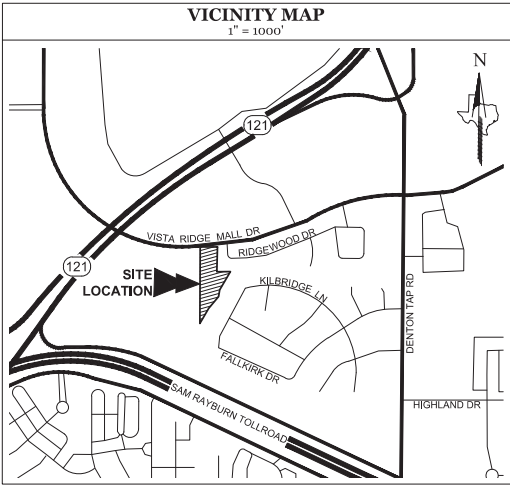 VICINITY MAP
1" = 1000'
N
121
VISTA RIDGE MALL DR
RIDGEWOOD DR
121
SITE
LOCATION
KILBRIDGE LN
DENTON TAP RD
FALLKIRK DR
SAM RAYBURN TOLLROAD
HIGHLAND DR